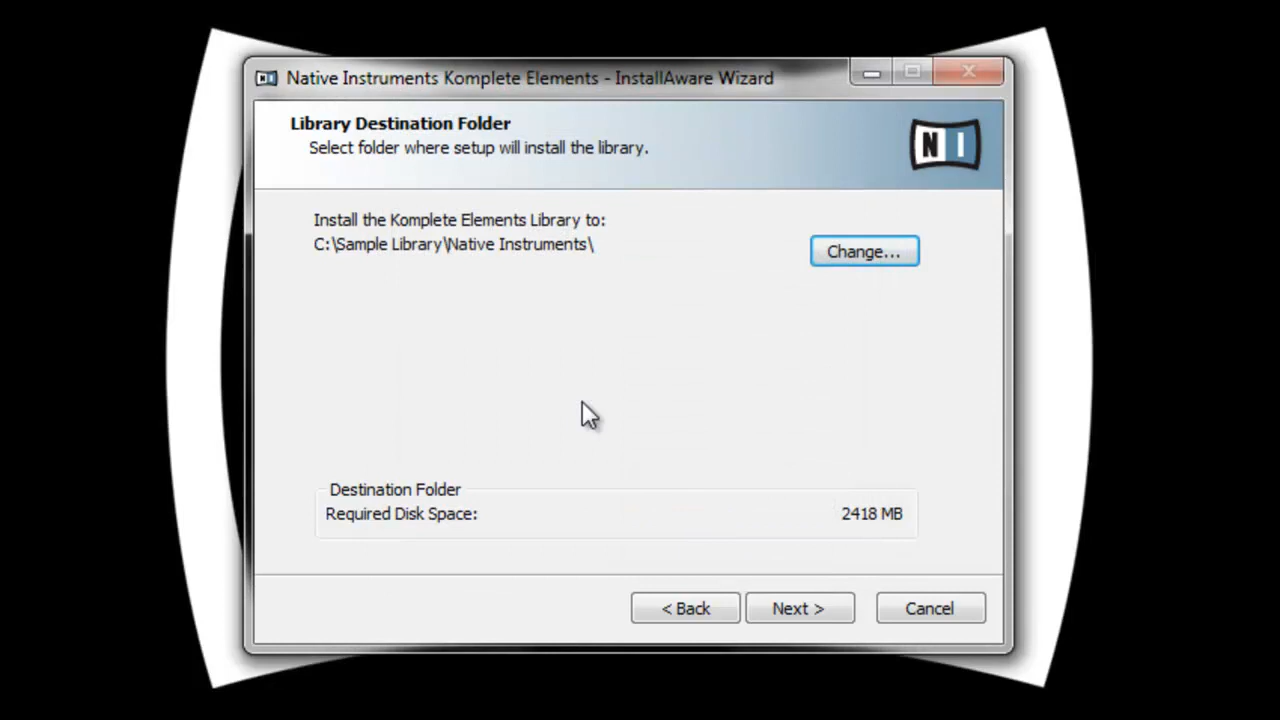 Native Instruments Komplete Elements - InstallAware Wizard
Library Destination Folder
Select folder where setup will install the library.
N I
Install the Komplete Elements Library to:
C:\Sample Library\Native Instruments\
Change...
Destination Folder
Required Disk Space: 2418 MB
< Back Next > Cancel